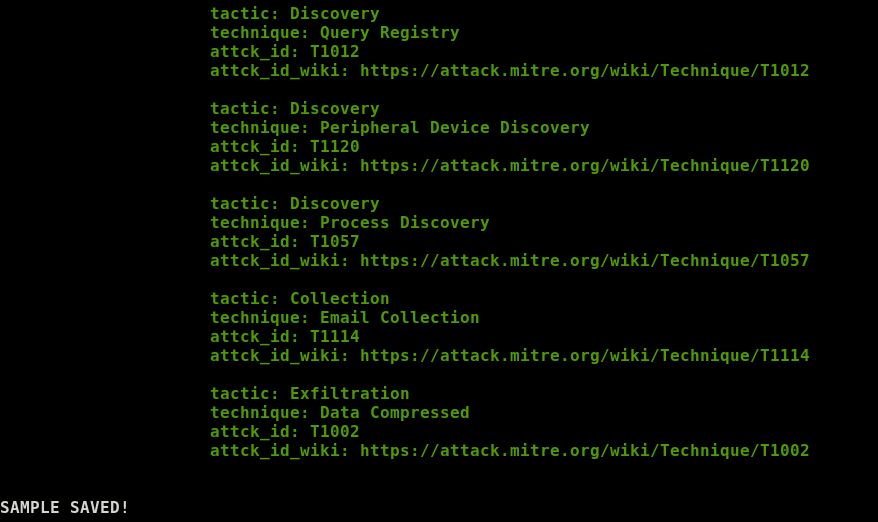 tactic: Discovery
technique: Query Registry
attck_id: T1012
attck_id_wiki: https://attack.mitre.org/wiki/Technique/T1012
tactic: Discovery
technique: Peripheral Device Discovery
attck_id: T1120
attck_id_wiki: https://attack.mitre.org/wiki/Technique/T1120
tactic: Discovery
technique: Process Discovery
attck_id: T1057
attck_id_wiki: https://attack.mitre.org/wiki/Technique/T1057
tactic: Collection
technique: Email Collection
attck_id: T1114
attck_id_wiki: https://attack.mitre.org/wiki/Technique/T1114
tactic: Exfiltration
technique: Data Compressed
attck_id: T1002
attck_id_wiki: https://attack.mitre.org/wiki/Technique/T1002
SAMPLE SAVED!